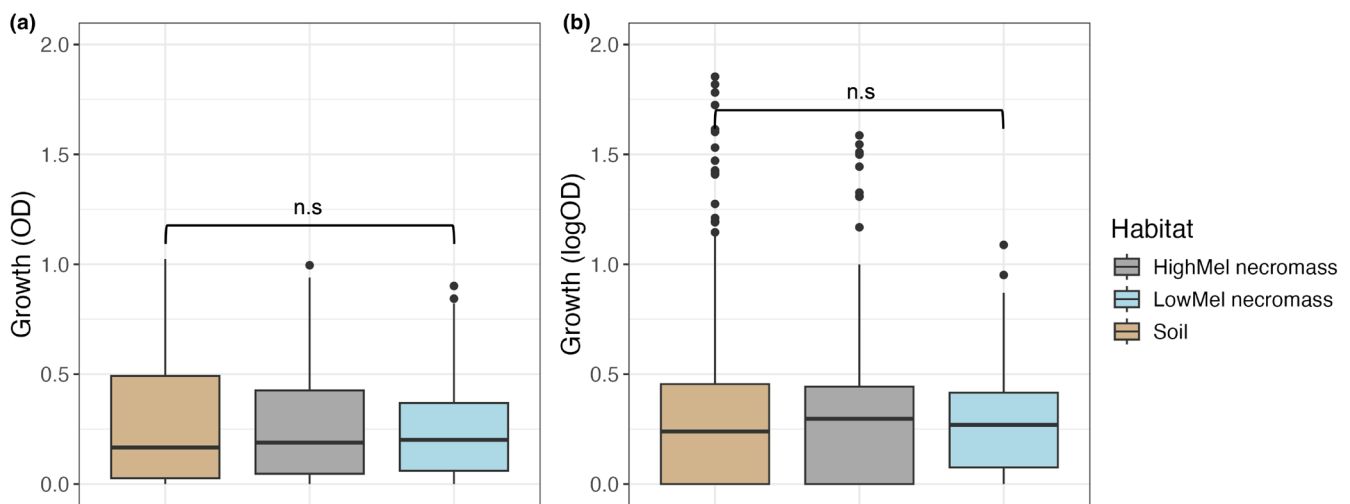 (a)
Growth (OD)
2.0
1.5
1.0
0.5
0.0
n.s
(b)
Growth (logOD)
2.0
1.5
1.0
0.5
0.0
n.s
Habitat
HighMel necromass
LowMel necromass
Soil